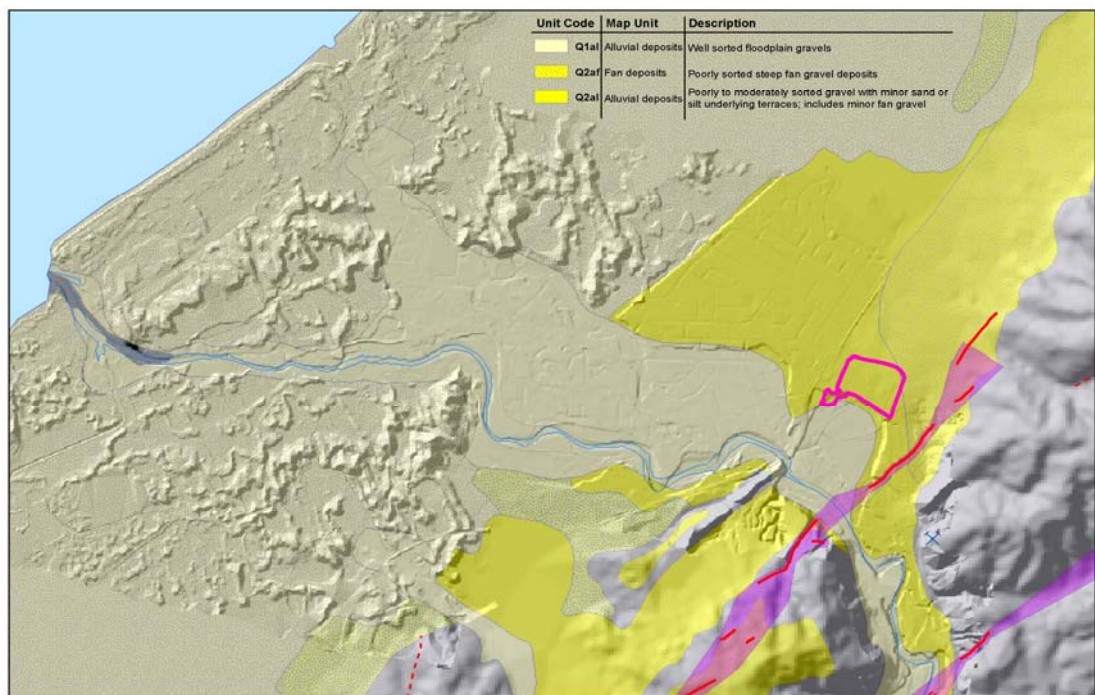 Unit Code Map Unit Description
Q1al Alluvial deposits Well sorted floodplain gravels
Q2af Fan deposits Poorly sorted steep fan gravel deposits
Q2al Alluvial deposits Poorly to moderately sorted gravel with minor sand or
silt underlying terraces; includes minor fan gravel